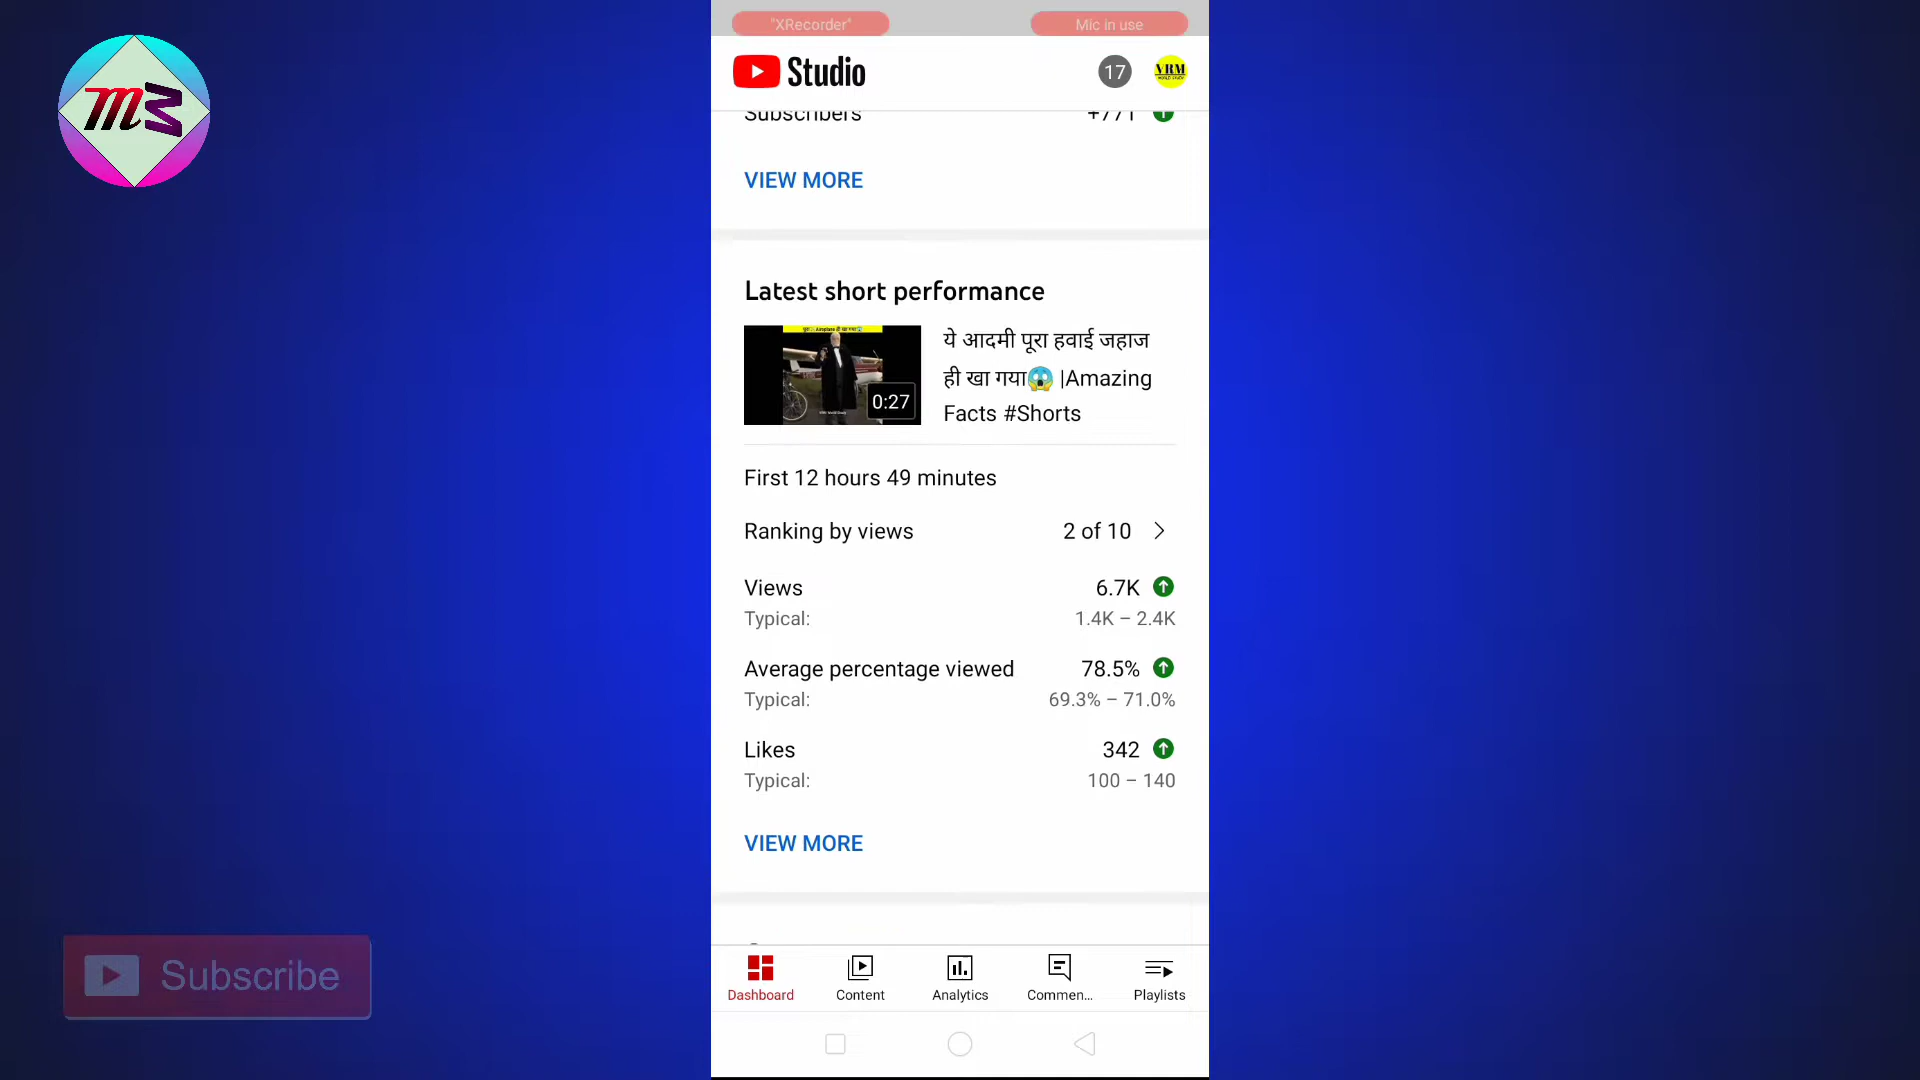 "XRecorder" Mic in use
Studio 17 VRM
Subscribers +771
VIEW MORE
Latest short performance
ये आदमी पूरा हवाई जहाज
ही खा गया😱 |Amazing
Facts #Shorts
0:27
First 12 hours 49 minutes
Ranking by views 2 of 10
Views 6.7K
Typical: 1.4K – 2.4K
Average percentage viewed 78.5%
Typical: 69.3% – 71.0%
Likes 342
Typical: 100 – 140
VIEW MORE
Dashboard Content Analytics Commen... Playlists
Subscribe